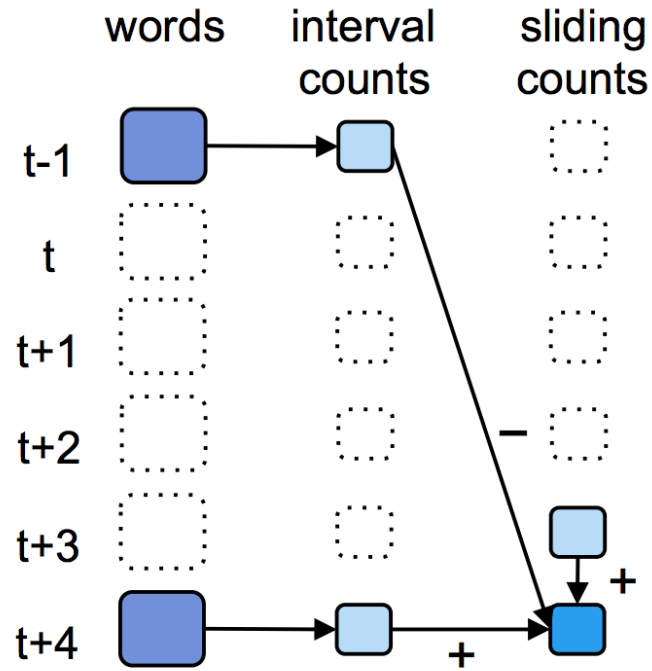 words interval sliding
counts counts
t-1
t
t+1
t+2
–
t+3
+
t+4
+